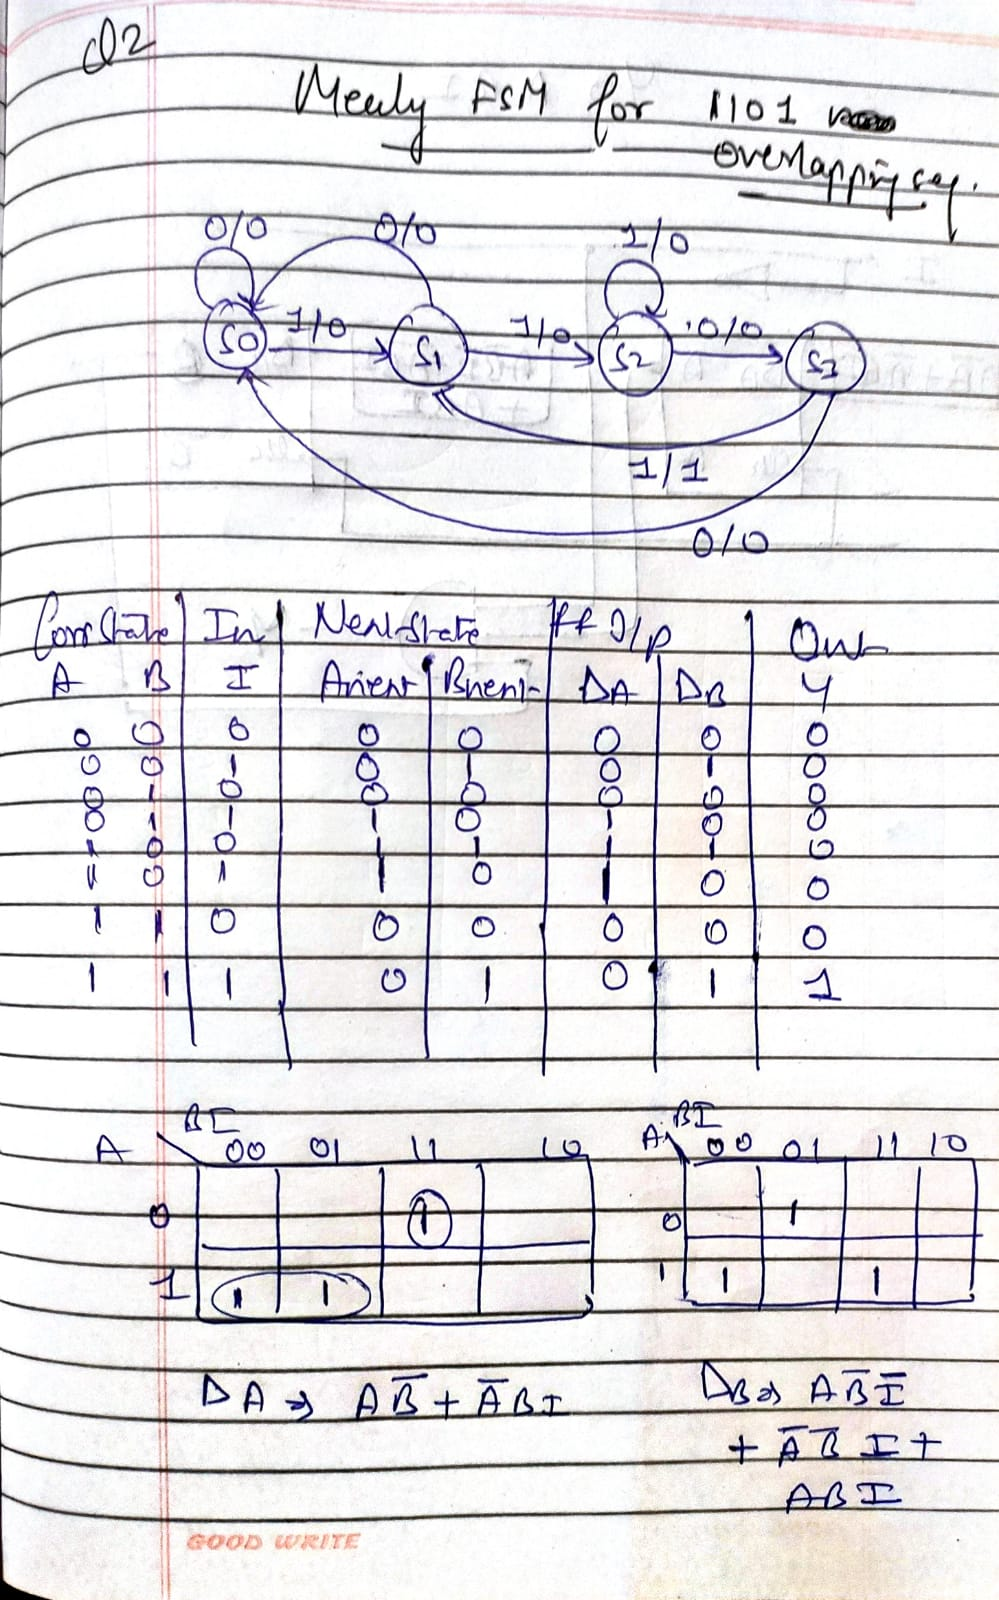 Q2
Mealy FSM for 1101
overlapping seq.
0/0 0/0 1/0
S0 1/0 S1 1/0 S2 0/0 S3
1/1
0/0
Curr State In Next State FF I/P Out
A B I Anext Bnext DA DB Y
0 0 0 0 0 0 0 0
0 0 1 0 1 0 1 0
0 1 0 0 0 0 0 0
0 1 1 1 0 1 0 0
1 0 0 1 1 1 1 0
1 0 1 1 0 1 0 0
1 1 0 0 0 0 0 0
1 1 1 0 1 0 1 1
BI BI
A 00 01 11 10 A 00 01 11 10
0 1 0 1
1 1 1 1 1 1
DA ⇒ AB̅ + A̅BI DB ⇒ AB̅I̅
+ A̅B̅I +
ABI
GOOD WRITE